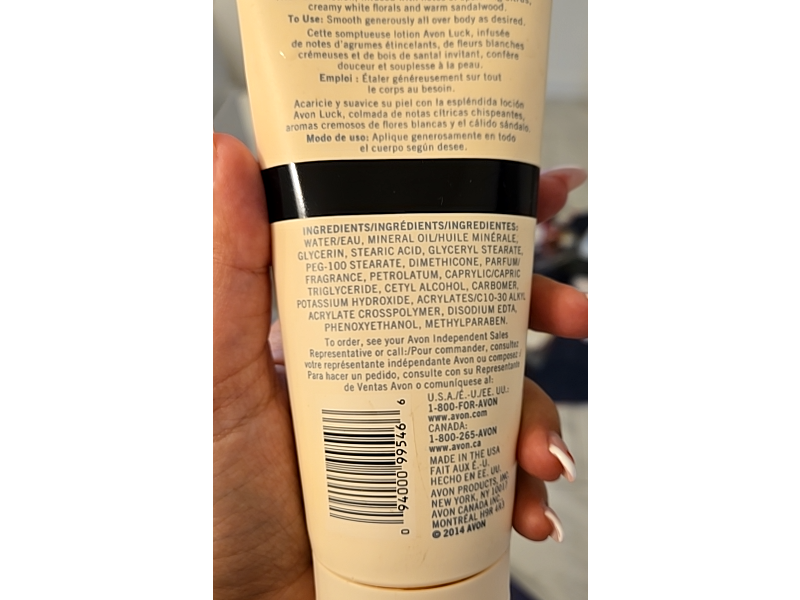 creamy white florals and warm sandalwood.
To Use: Smooth generously all over body as desired.
Cette somptueuse lotion Avon Luck, infusée
de notes d'agrumes étincelants, de fleurs blanches
crémeuses et de bois de santal invitant, confère
douceur et souplesse à la peau.
Emploi : Étaler généreusement sur tout
le corps au besoin.
Acaricie y suavice su piel con la espléndida loción
Avon Luck, colmada de notas cítricas chispeantes,
aromas cremosos de flores blancas y el cálido sándalo.
Modo de uso: Aplique generosamente en todo
el cuerpo según desee.
INGREDIENTS/INGRÉDIENTS/INGREDIENTES:
WATER/EAU, MINERAL OIL/HUILE MINÉRALE,
GLYCERIN, STEARIC ACID, GLYCERYL STEARATE,
PEG-100 STEARATE, DIMETHICONE, PARFUM/
FRAGRANCE, PETROLATUM, CAPRYLIC/CAPRIC
TRIGLYCERIDE, CETYL ALCOHOL, CARBOMER,
POTASSIUM HYDROXIDE, ACRYLATES/C10-30 ALKYL
ACRYLATE CROSSPOLYMER, DISODIUM EDTA,
PHENOXYETHANOL, METHYLPARABEN.
To order, see your Avon Independent Sales
Representative or call:/Pour commander, consultez
votre représentante indépendante Avon ou composez :/
Para hacer un pedido, consulte con su Representante
de Ventas Avon o comuníquese al:
U.S.A./É.-U./EE. UU.:
1-800-FOR-AVON
www.avon.com
CANADA:
1-800-265-AVON
www.avon.ca
MADE IN THE USA
FAIT AUX É.-U.
HECHO EN EE. UU.
AVON PRODUCTS, INC.
NEW YORK, NY 10017
AVON CANADA INC.
MONTRÉAL H9R 4R3
© 2014 AVON
0 94000 99546 6